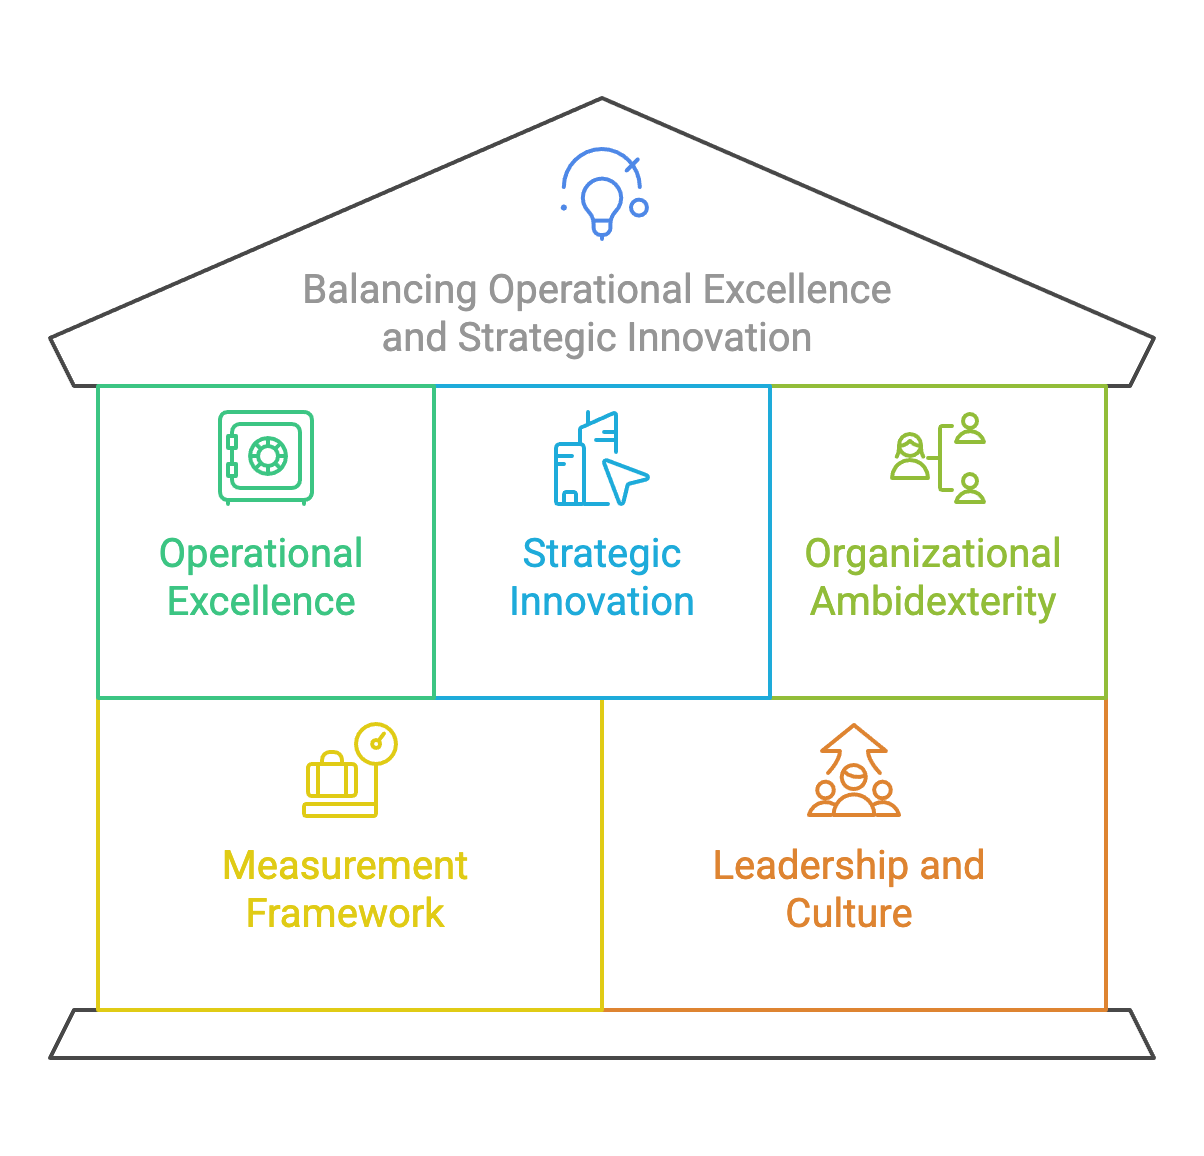 Balancing Operational Excellence
and Strategic Innovation
Operational
Excellence
Strategic
Innovation
Organizational
Ambidexterity
Measurement
Framework
Leadership and
Culture